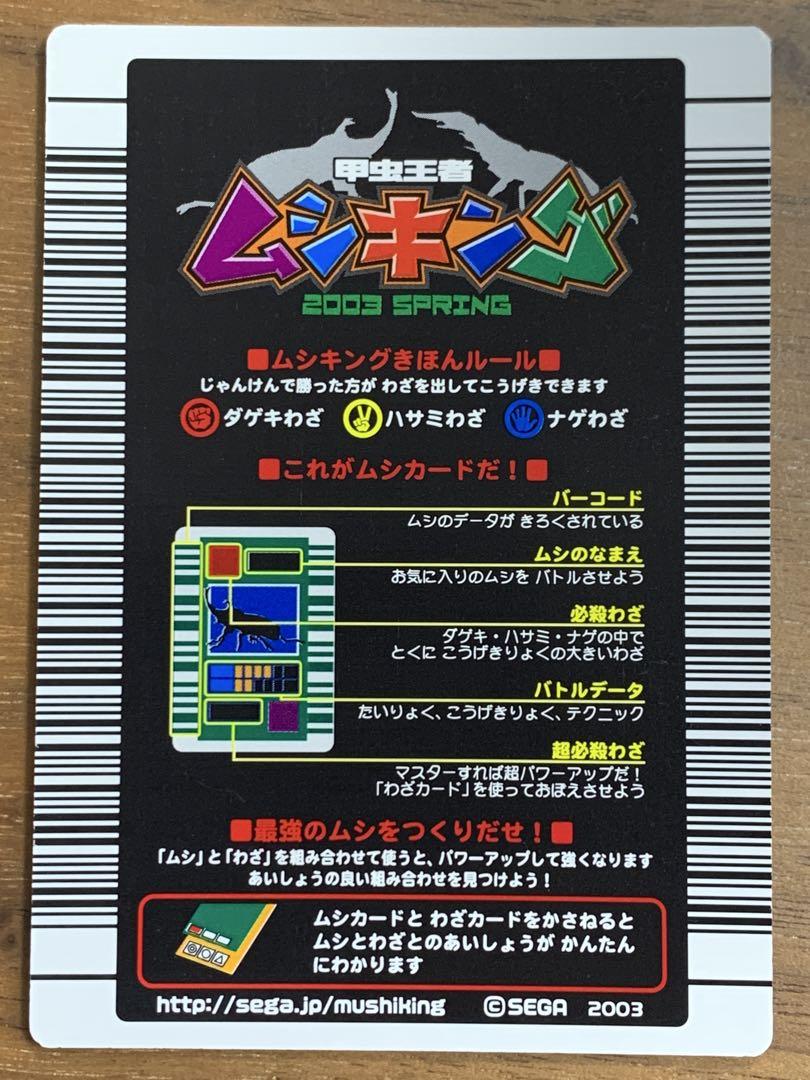 甲虫王者
ムシキング
2003 SPRING
■ムシキングきほんルール■
じゃんけんで勝った方が わざを出してこうげきできます
ダゲキわざ ハサミわざ ナゲわざ
■これがムシカードだ！■
バーコード
ムシのデータが きろくされている
ムシのなまえ
お気に入りのムシを バトルさせよう
必殺わざ
ダゲキ・ハサミ・ナゲの中で
とくに こうげきりょくの大きいわざ
バトルデータ
たいりょく、こうげきりょく、テクニック
超必殺わざ
マスターすれば超パワーアップだ！
「わざカード」を使っておぼえさせよう
■最強のムシをつくりだせ！■
「ムシ」と「わざ」を組み合わせて使うと、パワーアップして強くなります
あいしょうの良い組み合わせを見つけよう！
ムシカードと わざカードをかさねると
ムシとわざとのあいしょうが かんたん
にわかります
http://sega.jp/mushiking ©SEGA 2003